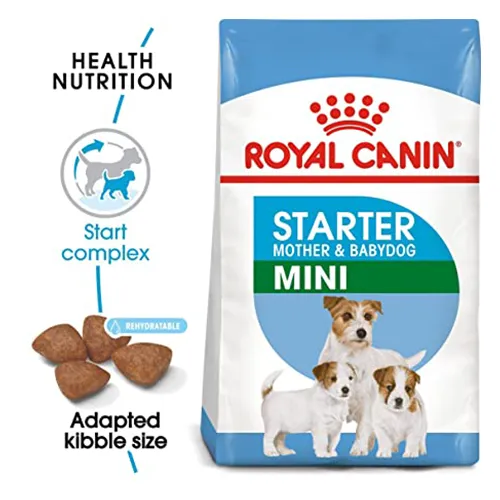 HEALTH
NUTRITION
Start
complex
REHYDRATABLE
Adapted
kibble size
ROYAL CANIN®
STARTER
MOTHER & BABYDOG
MINI